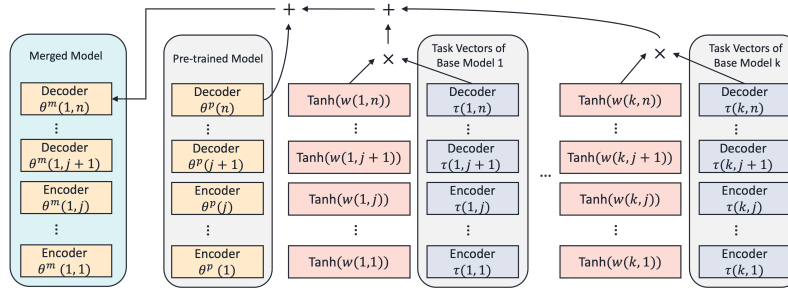 +
+
Merged Model
Decoder
θ^m(1,n)
⋮
Decoder
θ^m(1,j+1)
Encoder
θ^m(1,j)
⋮
Encoder
θ^m(1,1)
Pre-trained Model
Decoder
θ^p(n)
⋮
Decoder
θ^p(j+1)
Encoder
θ^p(j)
⋮
Encoder
θ^p(1)
×
Tanh(w(1,n))
⋮
Tanh(w(1,j+1))
Tanh(w(1,j))
⋮
Tanh(w(1,1))
Task Vectors of
Base Model 1
Decoder
τ(1,n)
⋮
Decoder
τ(1,j+1)
Encoder
τ(1,j)
⋮
Encoder
τ(1,1)
...
×
Tanh(w(k,n))
⋮
Tanh(w(k,j+1))
Tanh(w(k,j))
⋮
Tanh(w(k,1))
Task Vectors of
Base Model k
Decoder
τ(k,n)
⋮
Decoder
τ(k,j+1)
Encoder
τ(k,j)
⋮
Encoder
τ(k,1)